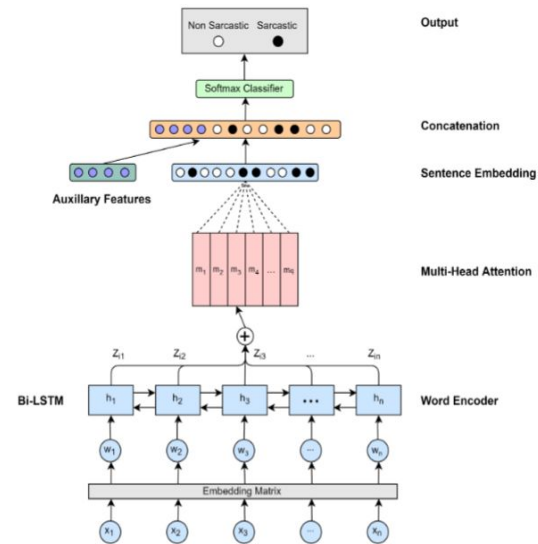 Non Sarcastic Sarcastic
Output
Softmax Classifier
Concatenation
Sentence Embedding
Auxillary Features
m1 m2 m3 m4 ... mq
Multi-Head Attention
+
Zi1 Zi2 Zi3 ... Zin
Bi-LSTM
h1 h2 h3 ... hn
Word Encoder
w1 w2 w3 ... wn
Embedding Matrix
x1 x2 x3 ... xn